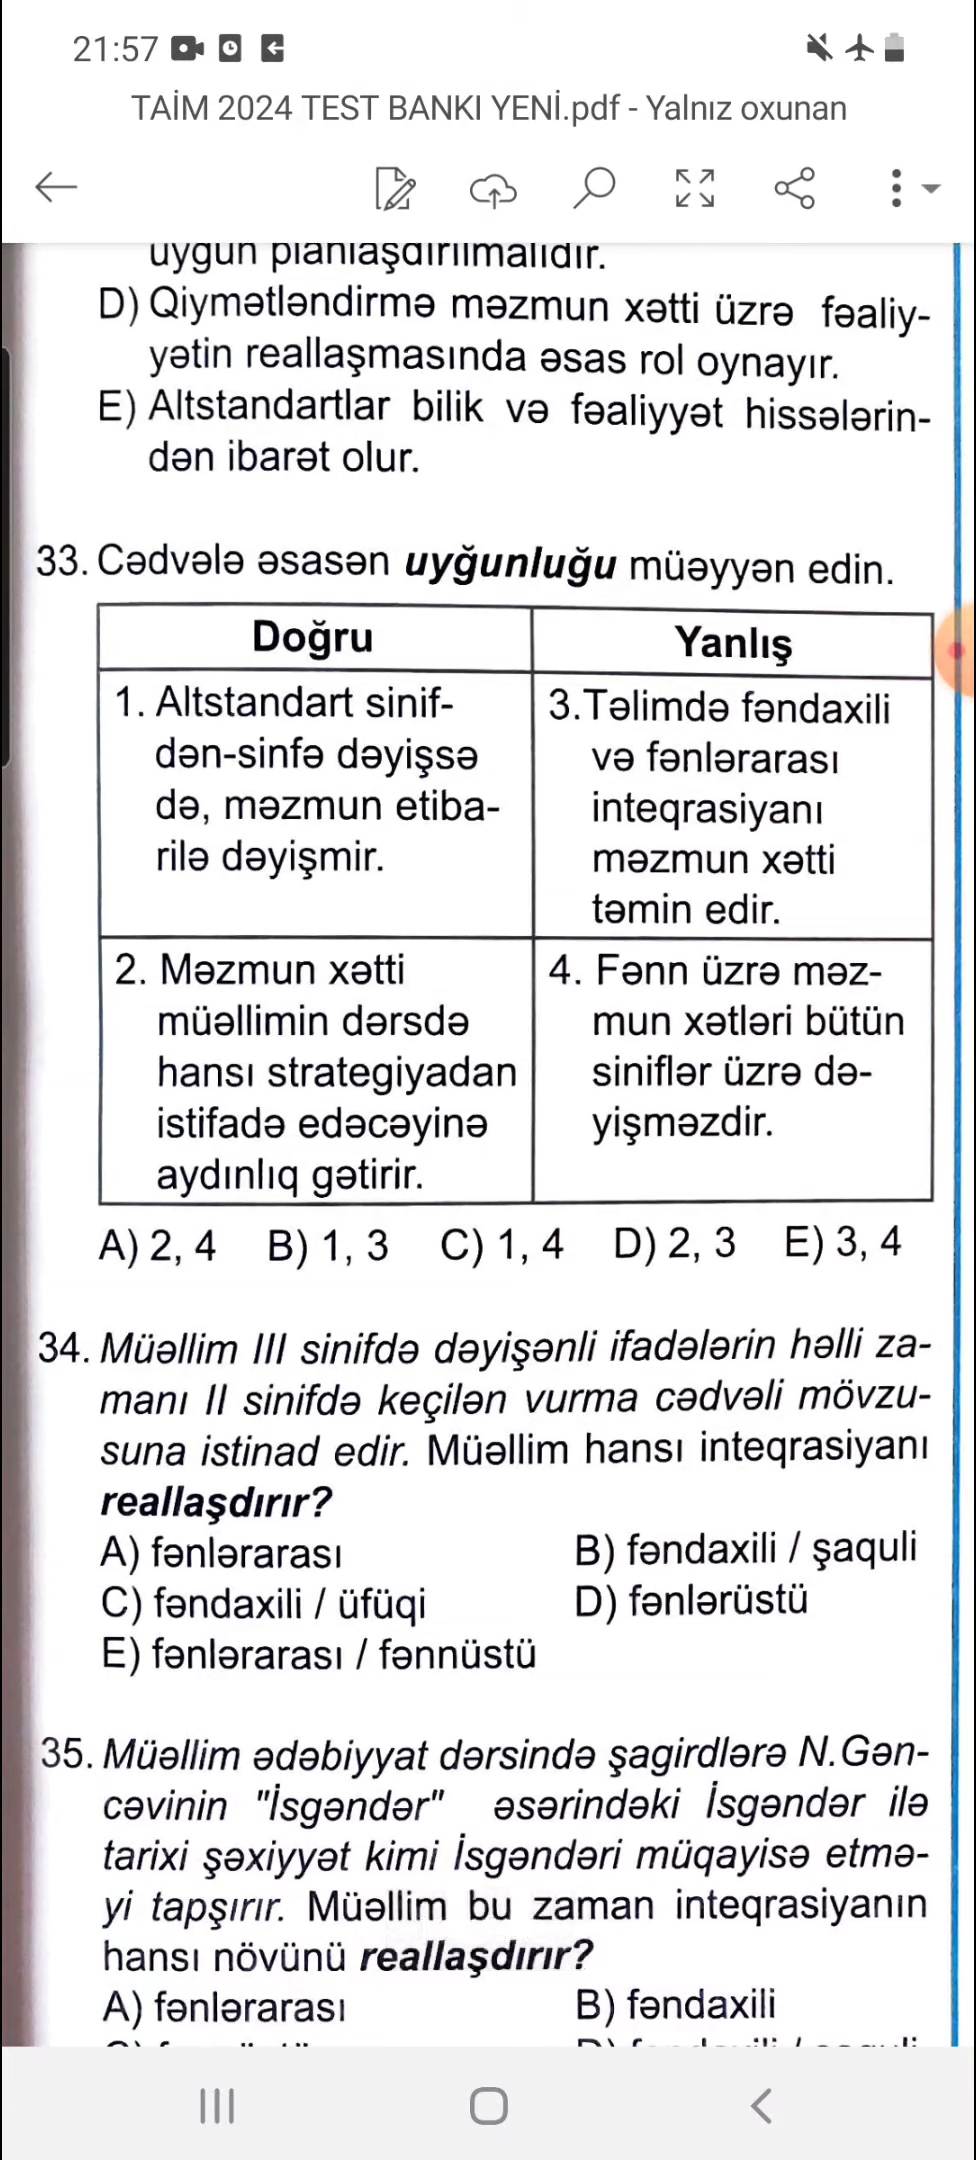 21:57
TAİM 2024 TEST BANKI YENİ.pdf - Yalnız oxunan
uyğun planlaşdırılmalıdır.
D) Qiymətləndirmə məzmun xətti üzrə fəaliy-
yətin reallaşmasında əsas rol oynayır.
E) Altstandartlar bilik və fəaliyyət hissələrin-
dən ibarət olur.
33. Cədvələ əsasən uyğunluğu müəyyən edin.
Doğru
Yanlış
1. Altstandart sinif-
dən-sinfə dəyişsə
də, məzmun etiba-
rilə dəyişmir.
3.Təlimdə fəndaxili
və fənlərarası
inteqrasiyanı
məzmun xətti
təmin edir.
2. Məzmun xətti
müəllimin dərsdə
hansı strategiyadan
istifadə edəcəyinə
aydınlıq gətirir.
4. Fənn üzrə məz-
mun xətləri bütün
siniflər üzrə də-
yişməzdir.
A) 2, 4 B) 1, 3 C) 1, 4 D) 2, 3 E) 3, 4
34. Müəllim III sinifdə dəyişənli ifadələrin həlli za-
manı II sinifdə keçilən vurma cədvəli mövzu-
suna istinad edir. Müəllim hansı inteqrasiyanı
reallaşdırır?
A) fənlərarası B) fəndaxili / şaquli
C) fəndaxili / üfüqi D) fənlərüstü
E) fənlərarası / fənnüstü
35. Müəllim ədəbiyyat dərsində şagirdlərə N.Gən-
cəvinin "İsgəndər" əsərindəki İsgəndər ilə
tarixi şəxiyyət kimi İsgəndəri müqayisə etmə-
yi tapşırır. Müəllim bu zaman inteqrasiyanın
hansı növünü reallaşdırır?
A) fənlərarası B) fəndaxili